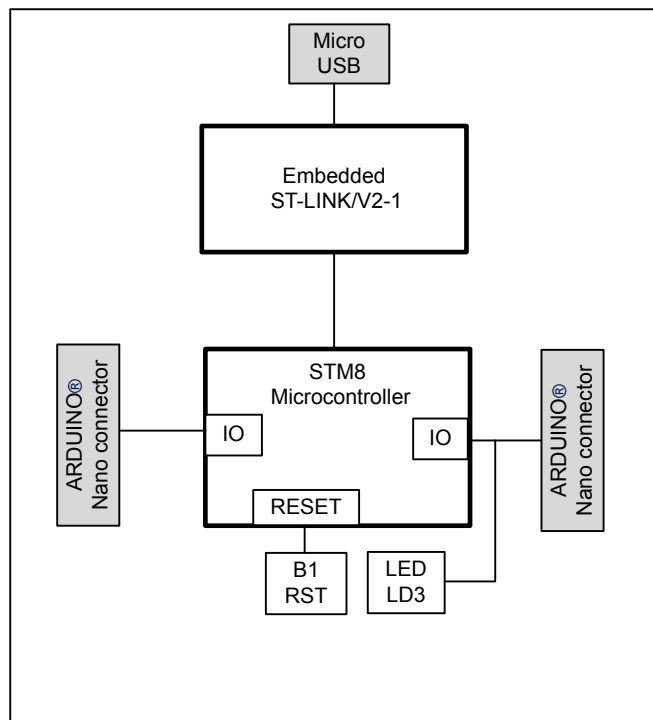 Micro
USB
Embedded
ST-LINK/V2-1
STM8
Microcontroller
ARDUINO®
Nano connector
IO
IO
ARDUINO®
Nano connector
RESET
B1
RST
LED
LD3